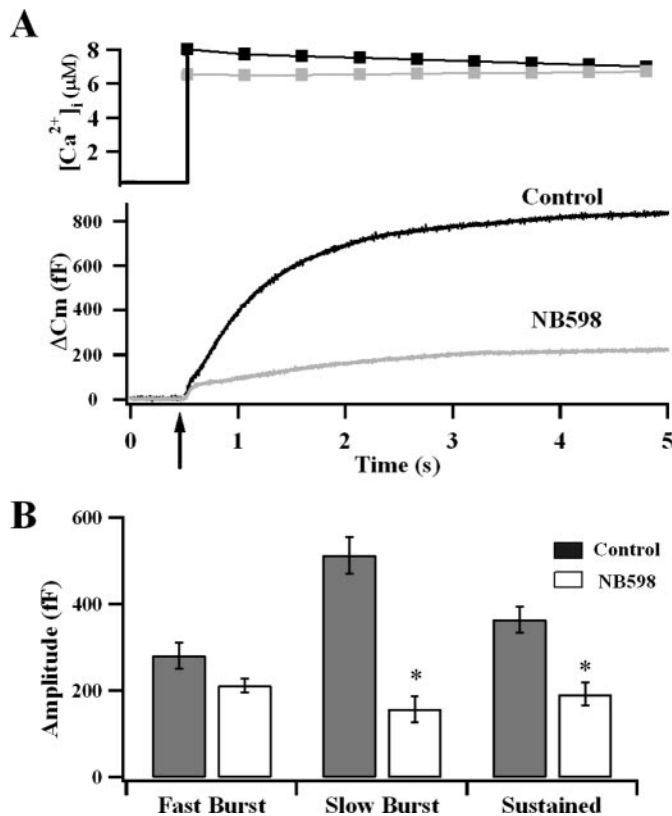 A
[Ca2+]i (μM)
8
6
4
2
Control
NB598
ΔCm (fF)
800
600
400
200
0
0 1 2 3 4 5
Time (s)
B
Amplitude (fF)
600
400
200
0
Control
NB598
*
*
Fast Burst Slow Burst Sustained